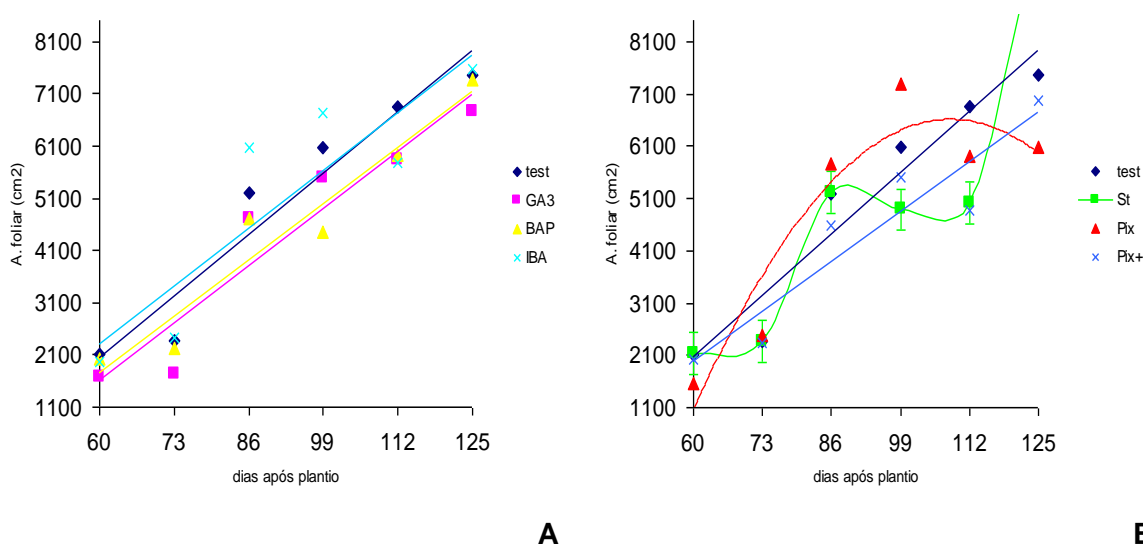 8100
7100
6100
5100
4100
3100
2100
1100
A. foliar (cm2)
60 73 86 99 112 125
dias após plantio
test
GA3
BAP
IBA
A
8100
7100
6100
5100
4100
3100
2100
1100
A. foliar (cm2)
60 73 86 99 112 125
dias após plantio
test
St
Pix
Pix+